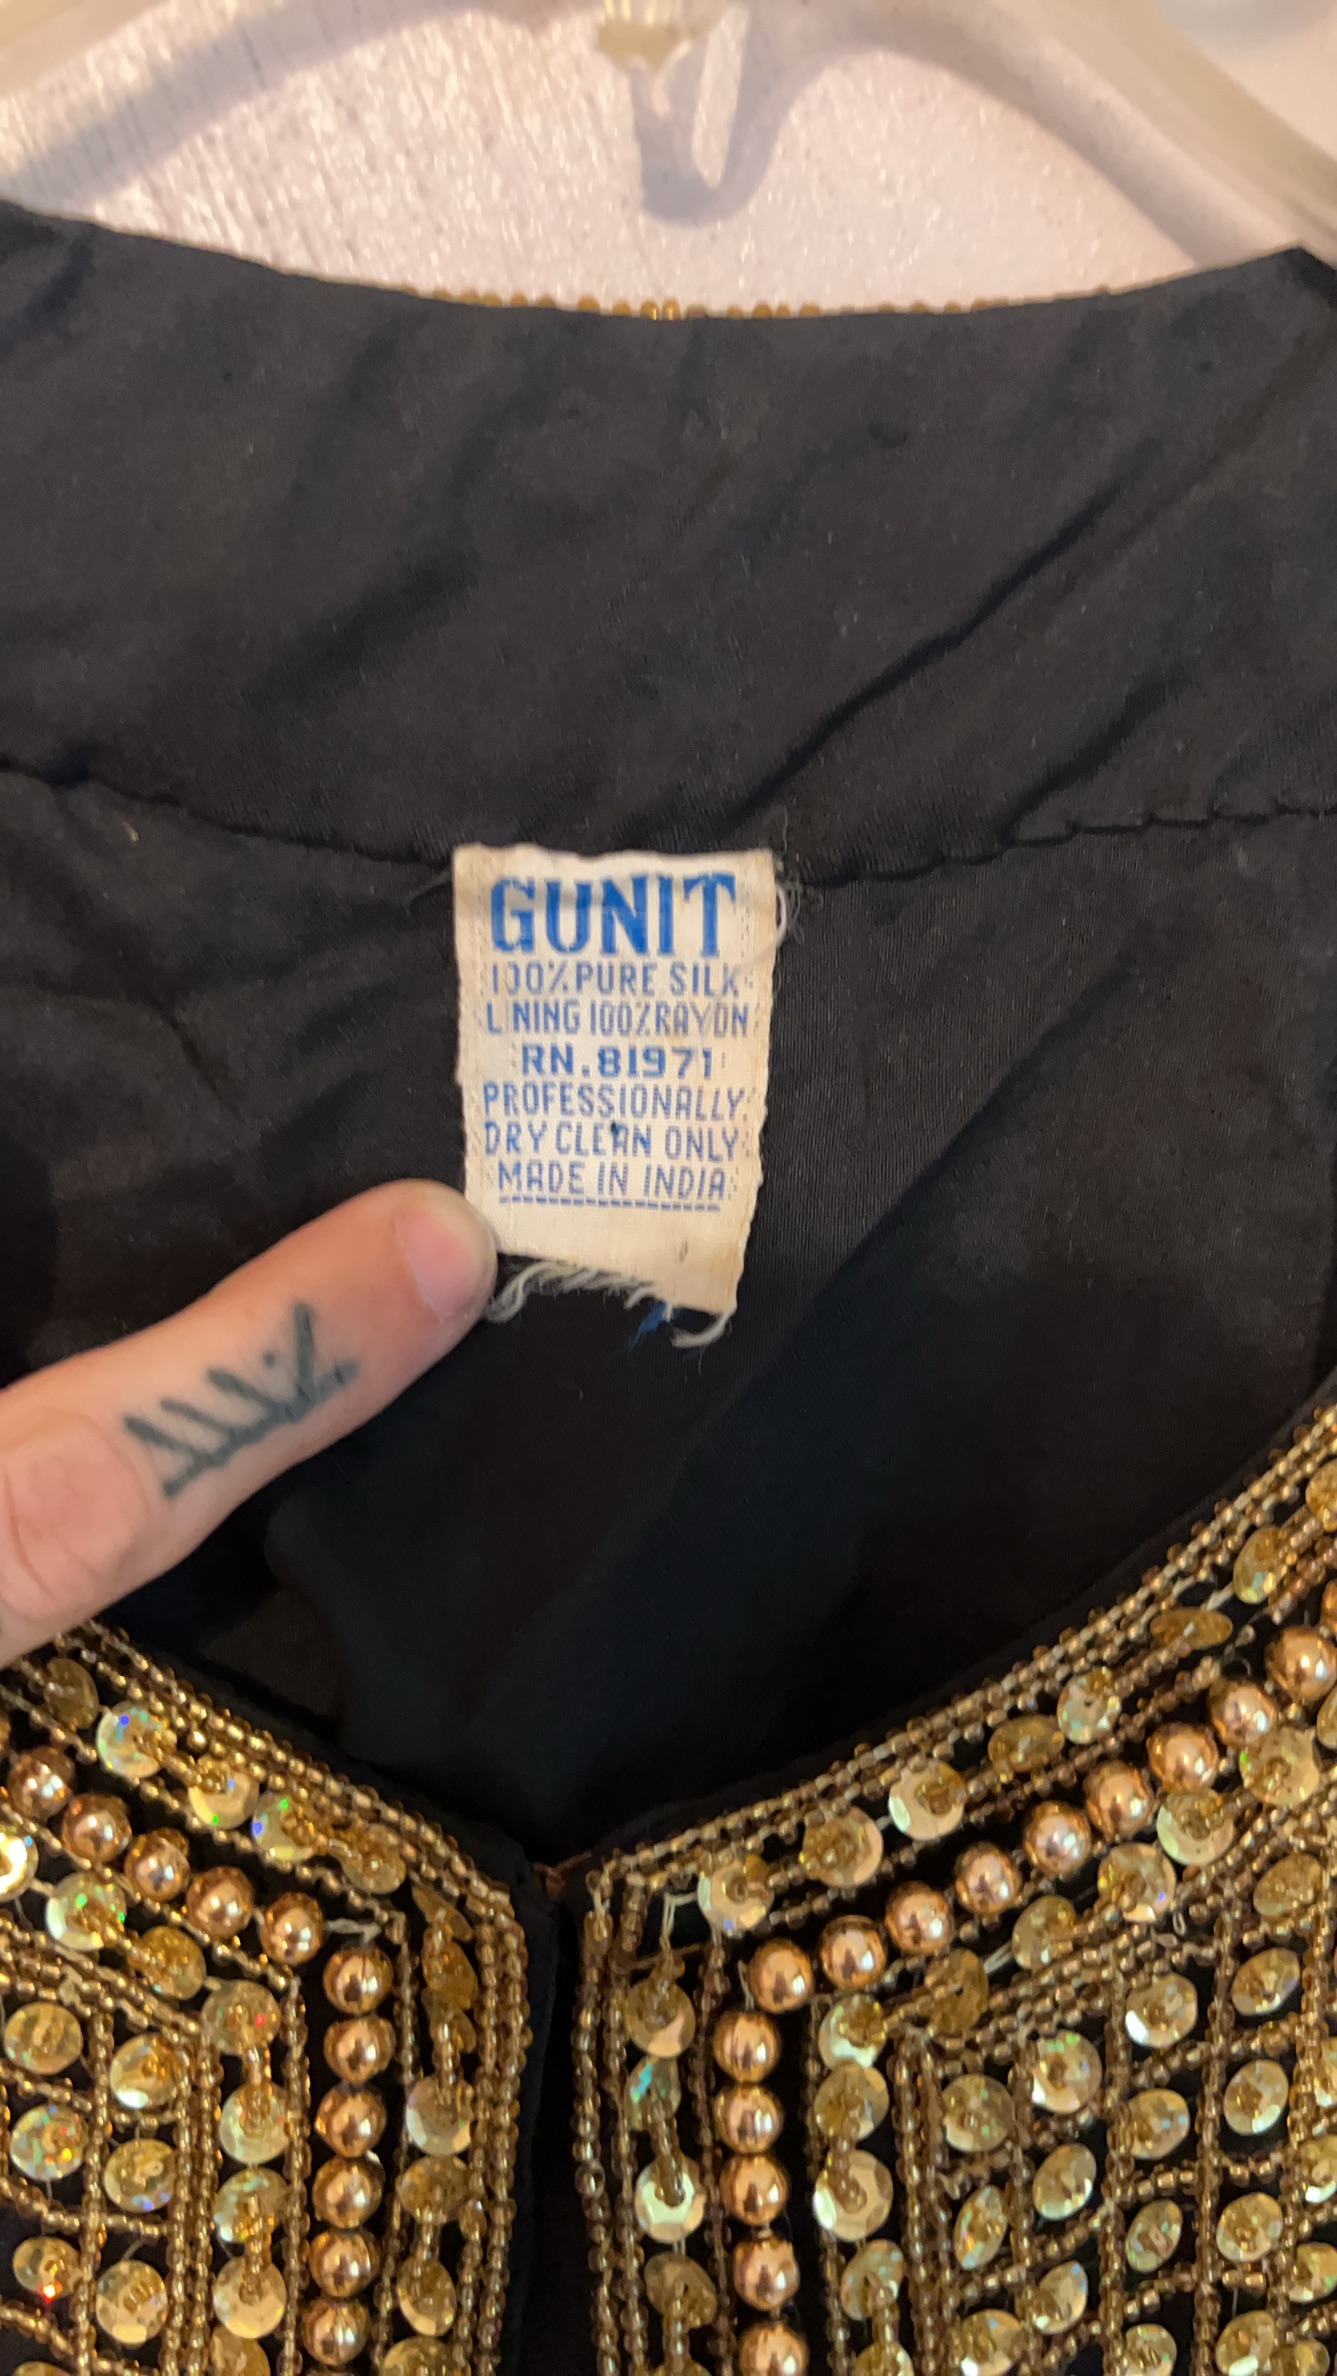 GUNIT
100% PURE SILK
LINING 100% RAYON
RN. 81971
PROFESSIONALLY
DRY CLEAN ONLY
MADE IN INDIA